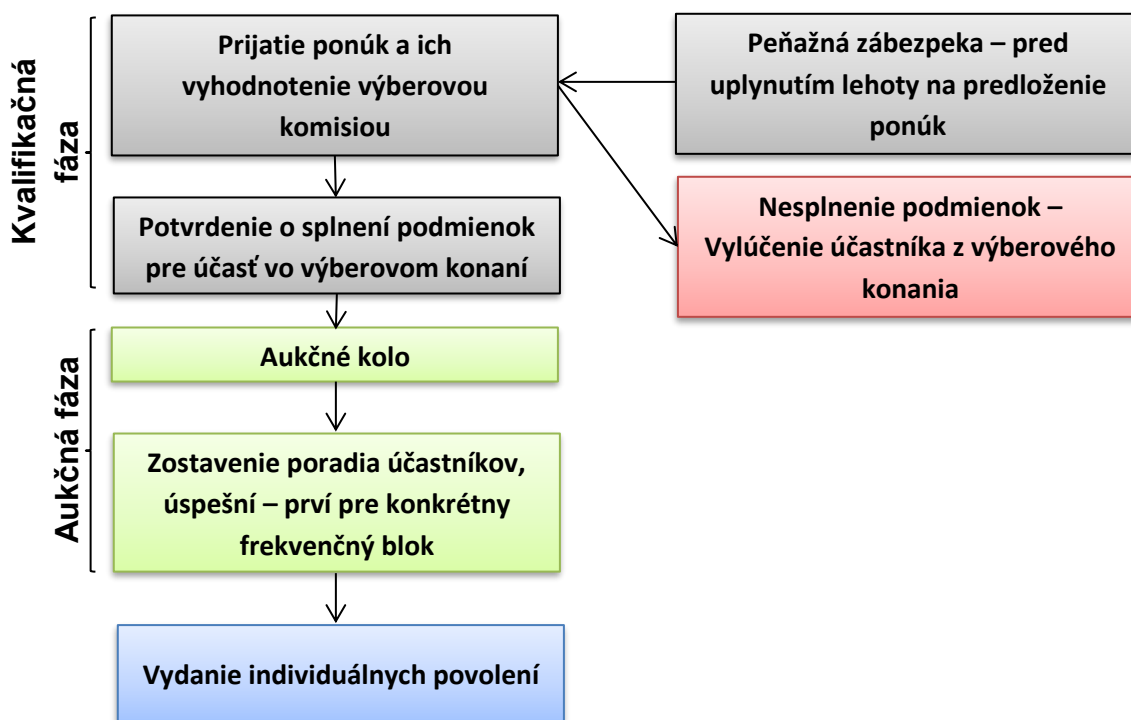 Kvalifikačná
fáza
Prijatie ponúk a ich
vyhodnotenie výberovou
komisiou
Peňažná zábezpeka – pred
uplynutím lehoty na predloženie
ponúk
Nesplnenie podmienok –
Vylúčenie účastníka z výberového
konania
Potvrdenie o splnení podmienok
pre účasť vo výberovom konaní
Aukčná fáza
Aukčné kolo
Zostavenie poradia účastníkov,
úspešní – prví pre konkrétny
frekvenčný blok
Vydanie individuálnych povolení